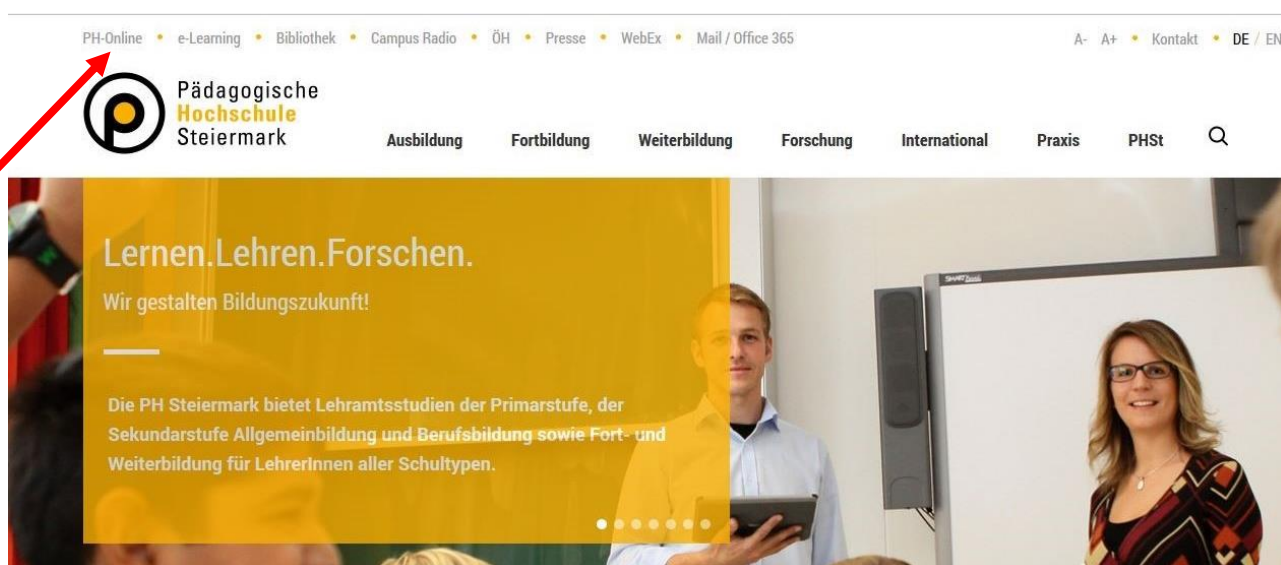 PH-Online • e-Learning • Bibliothek • Campus Radio • ÖH • Presse • WebEx • Mail / Office 365
A- A+ • Kontakt • DE / EN
Pädagogische
Hochschule
Steiermark
Ausbildung Fortbildung Weiterbildung Forschung International Praxis PHSt
Lernen.Lehren.Forschen.
Wir gestalten Bildungszukunft!
Die PH Steiermark bietet Lehramtsstudien der Primarstufe, der
Sekundarstufe Allgemeinbildung und Berufsbildung sowie Fort- und
Weiterbildung für LehrerInnen aller Schultypen.